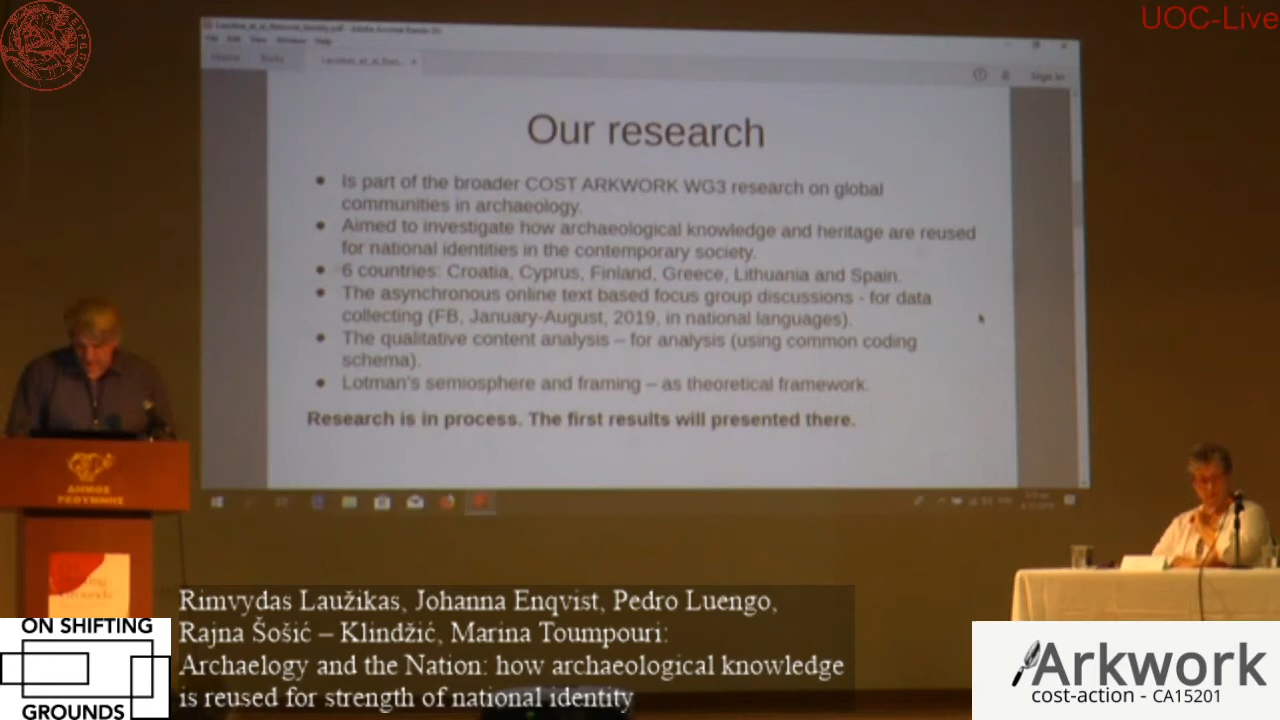 UOC-Live
Sign In
Our research
Is part of the broader COST ARKWORK WG3 research on global
communities in archaeology.
Aimed to investigate how archaeological knowledge and heritage are reused
for national identities in the contemporary society.
6 countries: Croatia, Cyprus, Finland, Greece, Lithuania and Spain.
The asynchronous online text based focus group discussions - for data
collecting (FB, January-August, 2019, in national languages).
The qualitative content analysis – for analysis (using common coding
schema).
Lotman's semiosphere and framing – as theoretical framework.
Research is in process. The first results will presented there.
ΔΗΜΟΣ
ΡΕΘΥΜΝΗΣ
Rimvydas Laužikas, Johanna Enqvist, Pedro Luengo,
Rajna Šošić – Klindžić, Marina Toumpouri:
Archaelogy and the Nation: how archaeological knowledge
is reused for strength of national identity
ON SHIFTING
GROUNDS
Arkwork
cost-action - CA15201